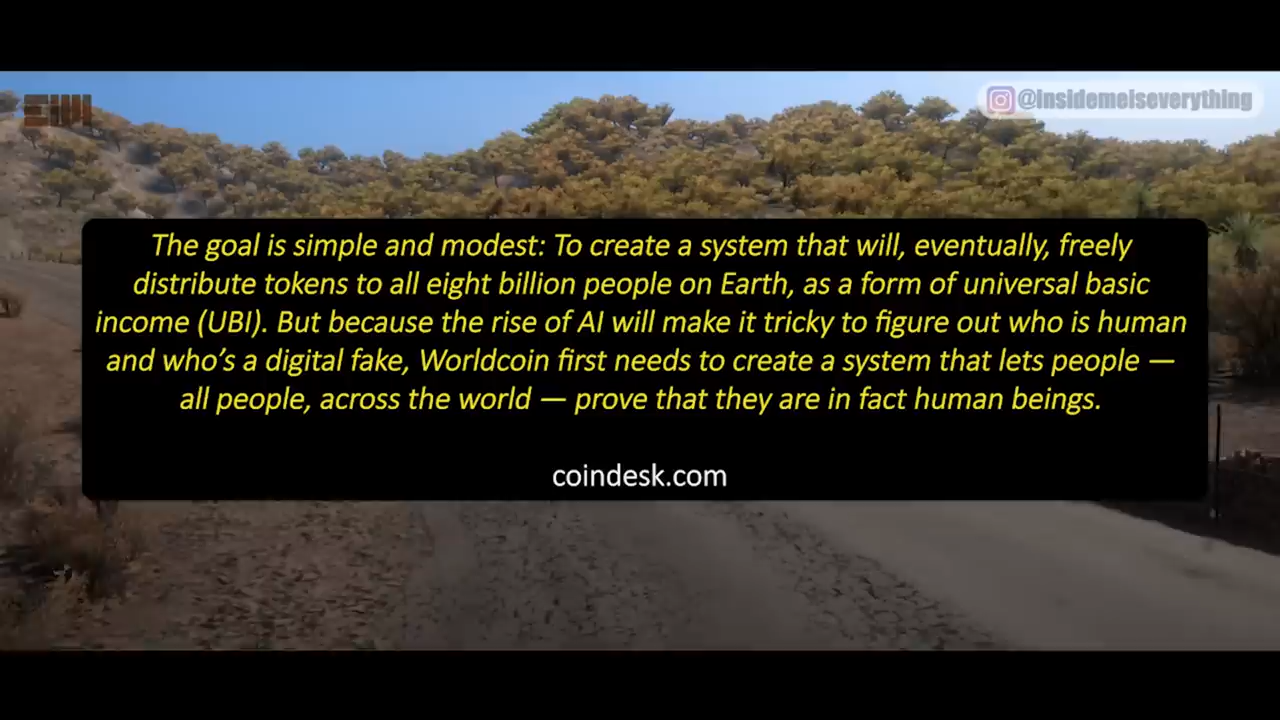 EIM
@Insidemeiseverything
The goal is simple and modest: To create a system that will, eventually, freely
distribute tokens to all eight billion people on Earth, as a form of universal basic
income (UBI). But because the rise of AI will make it tricky to figure out who is human
and who’s a digital fake, Worldcoin first needs to create a system that lets people —
all people, across the world — prove that they are in fact human beings.
coindesk.com